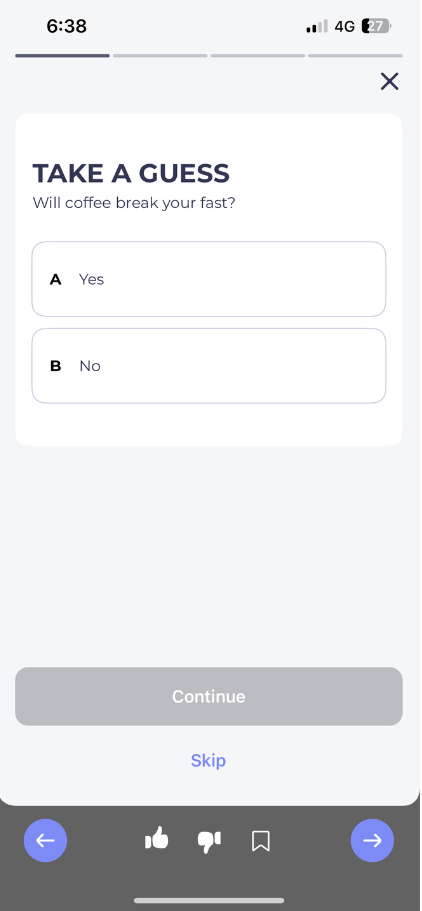 6:38
4G 27
TAKE A GUESS
Will coffee break your fast?
A Yes
B No
Continue
Skip